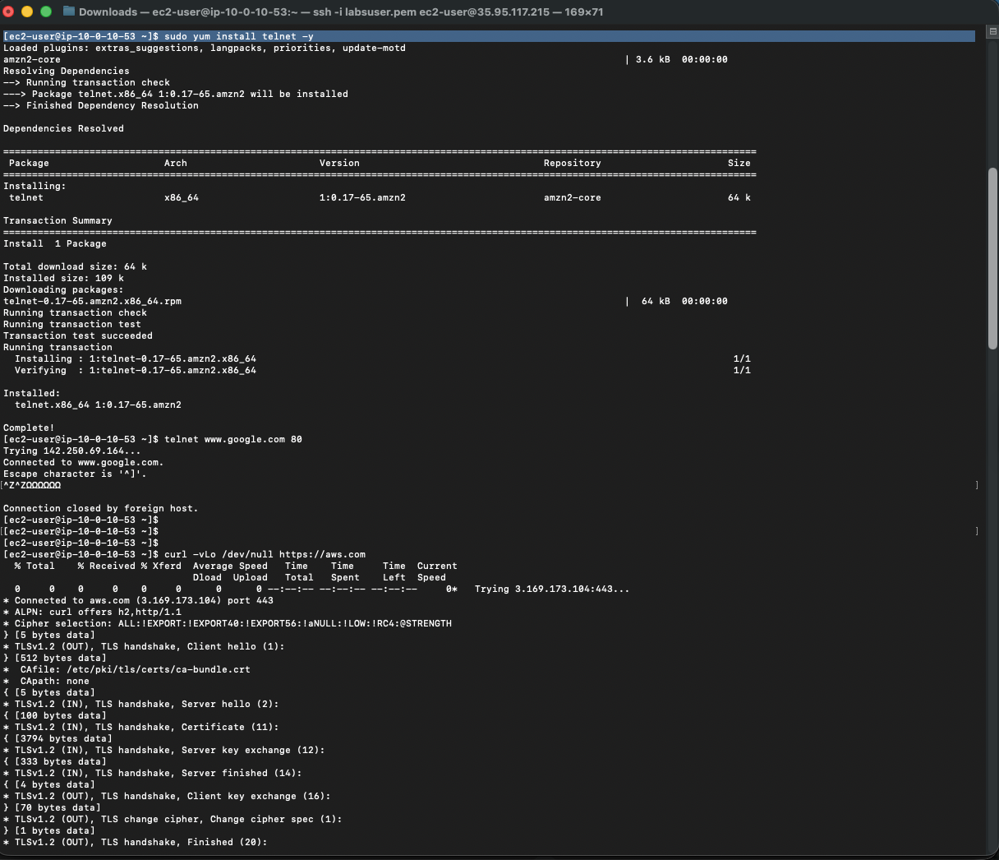 Downloads — ec2-user@ip-10-0-10-53:~ — ssh -i labsuser.pem ec2-user@35.95.117.215 — 169×71
[ec2-user@ip-10-0-10-53 ~]$ sudo yum install telnet -y
Loaded plugins: extras_suggestions, langpacks, priorities, update-motd
amzn2-core | 3.6 kB  00:00:00
Resolving Dependencies
--> Running transaction check
---> Package telnet.x86_64 1:0.17-65.amzn2 will be installed
--> Finished Dependency Resolution
Dependencies Resolved
===================================================================================================================================
Package Arch Version Repository Size
===================================================================================================================================
Installing:
telnet x86_64 1:0.17-65.amzn2 amzn2-core 64 k
Transaction Summary
===================================================================================================================================
Install  1 Package
Total download size: 64 k
Installed size: 109 k
Downloading packages:
telnet-0.17-65.amzn2.x86_64.rpm |  64 kB  00:00:00
Running transaction check
Running transaction test
Transaction test succeeded
Running transaction
Installing : 1:telnet-0.17-65.amzn2.x86_64 1/1
Verifying  : 1:telnet-0.17-65.amzn2.x86_64 1/1
Installed:
telnet.x86_64 1:0.17-65.amzn2
Complete!
[ec2-user@ip-10-0-10-53 ~]$ telnet www.google.com 80
Trying 142.250.69.164...
Connected to www.google.com.
Escape character is '^]'.
[^Z^ZΩΩΩΩΩΩ ]
Connection closed by foreign host.
[ec2-user@ip-10-0-10-53 ~]$
[[ec2-user@ip-10-0-10-53 ~]$ ]
[ec2-user@ip-10-0-10-53 ~]$
[ec2-user@ip-10-0-10-53 ~]$ curl -vLo /dev/null https://aws.com
% Total    % Received % Xferd  Average Speed   Time    Time     Time  Current
Dload  Upload   Total   Spent    Left  Speed
0     0    0     0    0     0      0      0 --:--:-- --:--:-- --:--:--     0*   Trying 3.169.173.104:443...
* Connected to aws.com (3.169.173.104) port 443
* ALPN: curl offers h2,http/1.1
* Cipher selection: ALL:!EXPORT:!EXPORT40:!EXPORT56:!aNULL:!LOW:!RC4:@STRENGTH
} [5 bytes data]
* TLSv1.2 (OUT), TLS handshake, Client hello (1):
} [512 bytes data]
*  CAfile: /etc/pki/tls/certs/ca-bundle.crt
*  CApath: none
{ [5 bytes data]
* TLSv1.2 (IN), TLS handshake, Server hello (2):
{ [100 bytes data]
* TLSv1.2 (IN), TLS handshake, Certificate (11):
{ [3794 bytes data]
* TLSv1.2 (IN), TLS handshake, Server key exchange (12):
{ [333 bytes data]
* TLSv1.2 (IN), TLS handshake, Server finished (14):
{ [4 bytes data]
* TLSv1.2 (OUT), TLS handshake, Client key exchange (16):
} [70 bytes data]
* TLSv1.2 (OUT), TLS change cipher, Change cipher spec (1):
} [1 bytes data]
* TLSv1.2 (OUT), TLS handshake, Finished (20):